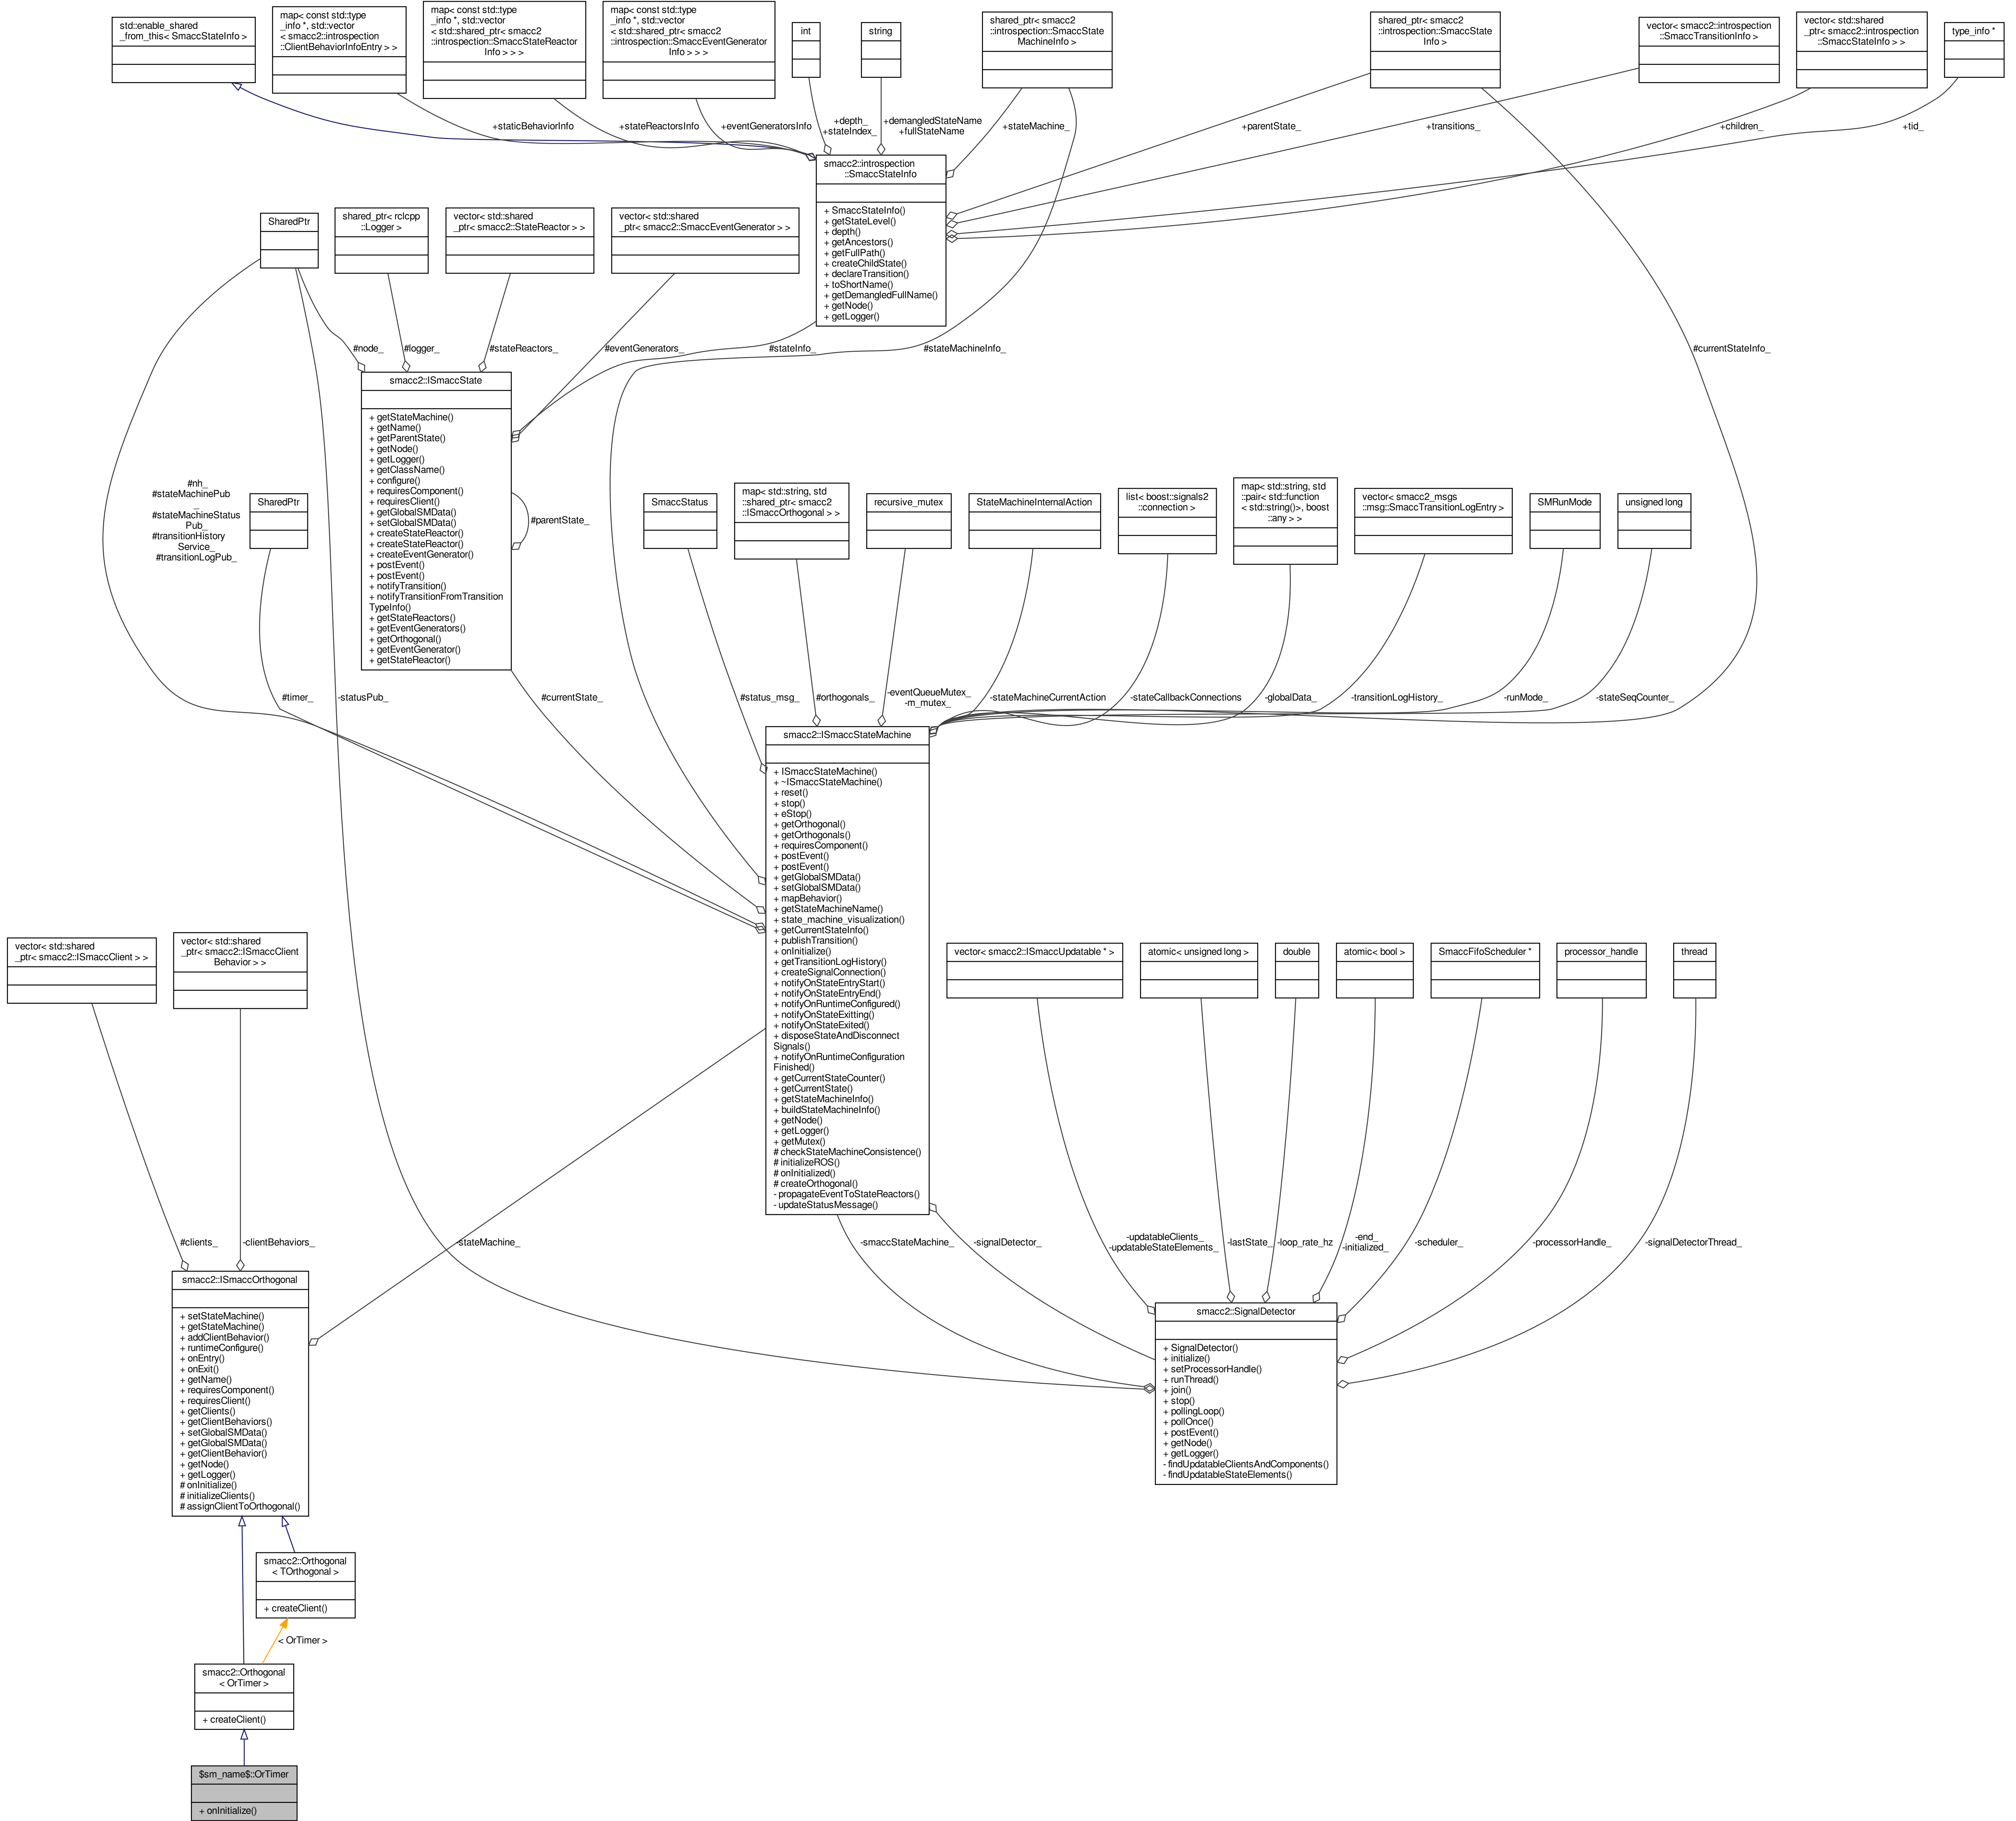 std::enable_shared
_from_this< SmaccStateInfo >
map< const std::type
_info *, std::vector
< smacc2::introspection
::ClientBehaviorInfoEntry > >
map< const std::type
_info *, std::vector
< std::shared_ptr< smacc2
::introspection::SmaccStateReactor
Info > > >
map< const std::type
_info *, std::vector
< std::shared_ptr< smacc2
::introspection::SmaccEventGenerator
Info > > >
int
string
shared_ptr< smacc2
::introspection::SmaccState
MachineInfo >
shared_ptr< smacc2
::introspection::SmaccState
Info >
vector< smacc2::introspection
::SmaccTransitionInfo >
vector< std::shared
_ptr< smacc2::introspection
::SmaccStateInfo > >
type_info *
+staticBehaviorInfo
+stateReactorsInfo
+eventGeneratorsInfo
+depth_
+stateIndex_
+demangledStateName
+fullStateName
+stateMachine_
+parentState_
+transitions_
+children_
+tid_
smacc2::introspection
::SmaccStateInfo
+ SmaccStateInfo()
+ getStateLevel()
+ depth()
+ getAncestors()
+ getFullPath()
+ createChildState()
+ declareTransition()
+ toShortName()
+ getDemangledFullName()
+ getNode()
+ getLogger()
SharedPtr
shared_ptr< rclcpp
::Logger >
vector< std::shared
_ptr< smacc2::StateReactor > >
vector< std::shared
_ptr< smacc2::SmaccEventGenerator > >
#node_
#logger_
#stateReactors_
#eventGenerators_
#stateInfo_
#stateMachineInfo_
#currentStateInfo_
smacc2::ISmaccState
+ getStateMachine()
+ getName()
+ getParentState()
+ getNode()
+ getLogger()
+ getClassName()
+ configure()
+ requiresComponent()
+ requiresClient()
+ getGlobalSMData()
+ setGlobalSMData()
+ createStateReactor()
+ createStateReactor()
+ createEventGenerator()
+ postEvent()
+ postEvent()
+ notifyTransition()
+ notifyTransitionFromTransition
TypeInfo()
+ getStateReactors()
+ getEventGenerators()
+ getOrthogonal()
+ getEventGenerator()
+ getStateReactor()
#parentState_
#nh_
#stateMachinePub
_
#stateMachineStatus
Pub_
#transitionHistory
Service_
#transitionLogPub_
SharedPtr
SmaccStatus
map< std::string, std
::shared_ptr< smacc2
::ISmaccOrthogonal > >
recursive_mutex
StateMachineInternalAction
list< boost::signals2
::connection >
map< std::string, std
::pair< std::function
< std::string()>, boost
::any > >
vector< smacc2_msgs
::msg::SmaccTransitionLogEntry >
SMRunMode
unsigned long
#timer_
-statusPub_
#currentState_
#status_msg_
#orthogonals_
-eventQueueMutex_
-m_mutex_
-stateMachineCurrentAction
-stateCallbackConnections
-globalData_
-transitionLogHistory_
-runMode_
-stateSeqCounter_
smacc2::ISmaccStateMachine
+ ISmaccStateMachine()
+ ~ISmaccStateMachine()
+ reset()
+ stop()
+ eStop()
+ getOrthogonal()
+ getOrthogonals()
+ requiresComponent()
+ postEvent()
+ postEvent()
+ getGlobalSMData()
+ setGlobalSMData()
+ mapBehavior()
+ getStateMachineName()
+ state_machine_visualization()
+ getCurrentStateInfo()
+ publishTransition()
+ onInitialize()
+ getTransitionLogHistory()
+ createSignalConnection()
+ notifyOnStateEntryStart()
+ notifyOnStateEntryEnd()
+ notifyOnRuntimeConfigured()
+ notifyOnStateExitting()
+ notifyOnStateExited()
+ disposeStateAndDisconnect
Signals()
+ notifyOnRuntimeConfiguration
Finished()
+ getCurrentStateCounter()
+ getCurrentState()
+ getStateMachineInfo()
+ buildStateMachineInfo()
+ getNode()
+ getLogger()
+ getMutex()
# checkStateMachineConsistence()
# initializeROS()
# onInitialized()
# createOrthogonal()
- propagateEventToStateReactors()
- updateStatusMessage()
vector< std::shared
_ptr< smacc2::ISmaccClient > >
vector< std::shared
_ptr< smacc2::ISmaccClient
Behavior > >
vector< smacc2::ISmaccUpdatable * >
atomic< unsigned long >
double
atomic< bool >
SmaccFifoScheduler *
processor_handle
thread
#clients_
-clientBehaviors_
-stateMachine_
-smaccStateMachine_
-signalDetector_
-updatableClients_
-updatableStateElements_
-lastState_
-loop_rate_hz
-end_
-initialized_
-scheduler_
-processorHandle_
-signalDetectorThread_
smacc2::ISmaccOrthogonal
+ setStateMachine()
+ getStateMachine()
+ addClientBehavior()
+ runtimeConfigure()
+ onEntry()
+ onExit()
+ getName()
+ requiresComponent()
+ requiresClient()
+ getClients()
+ getClientBehaviors()
+ setGlobalSMData()
+ getGlobalSMData()
+ getClientBehavior()
+ getNode()
+ getLogger()
# onInitialize()
# initializeClients()
# assignClientToOrthogonal()
smacc2::SignalDetector
+ SignalDetector()
+ initialize()
+ setProcessorHandle()
+ runThread()
+ join()
+ stop()
+ pollingLoop()
+ pollOnce()
+ postEvent()
+ getNode()
+ getLogger()
- findUpdatableClientsAndComponents()
- findUpdatableStateElements()
smacc2::Orthogonal
< TOrthogonal >
+ createClient()
< OrTimer >
smacc2::Orthogonal
< OrTimer >
+ createClient()
$sm_name$::OrTimer
+ onInitialize()